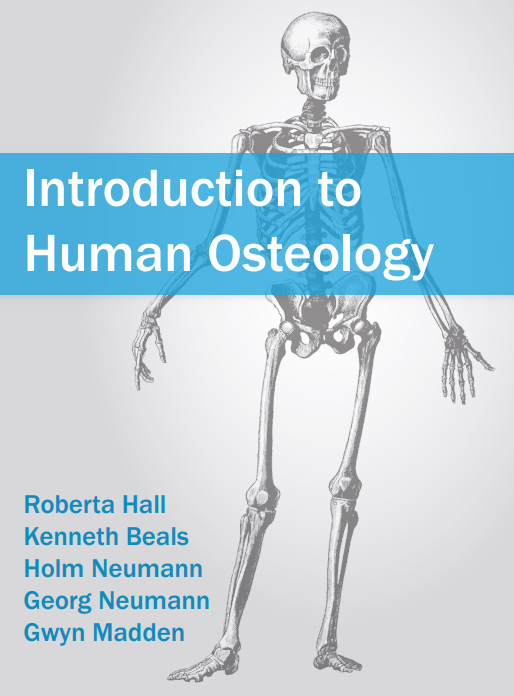 Introduction to
Human Osteology
Roberta Hall
Kenneth Beals
Holm Neumann
Georg Neumann
Gwyn Madden